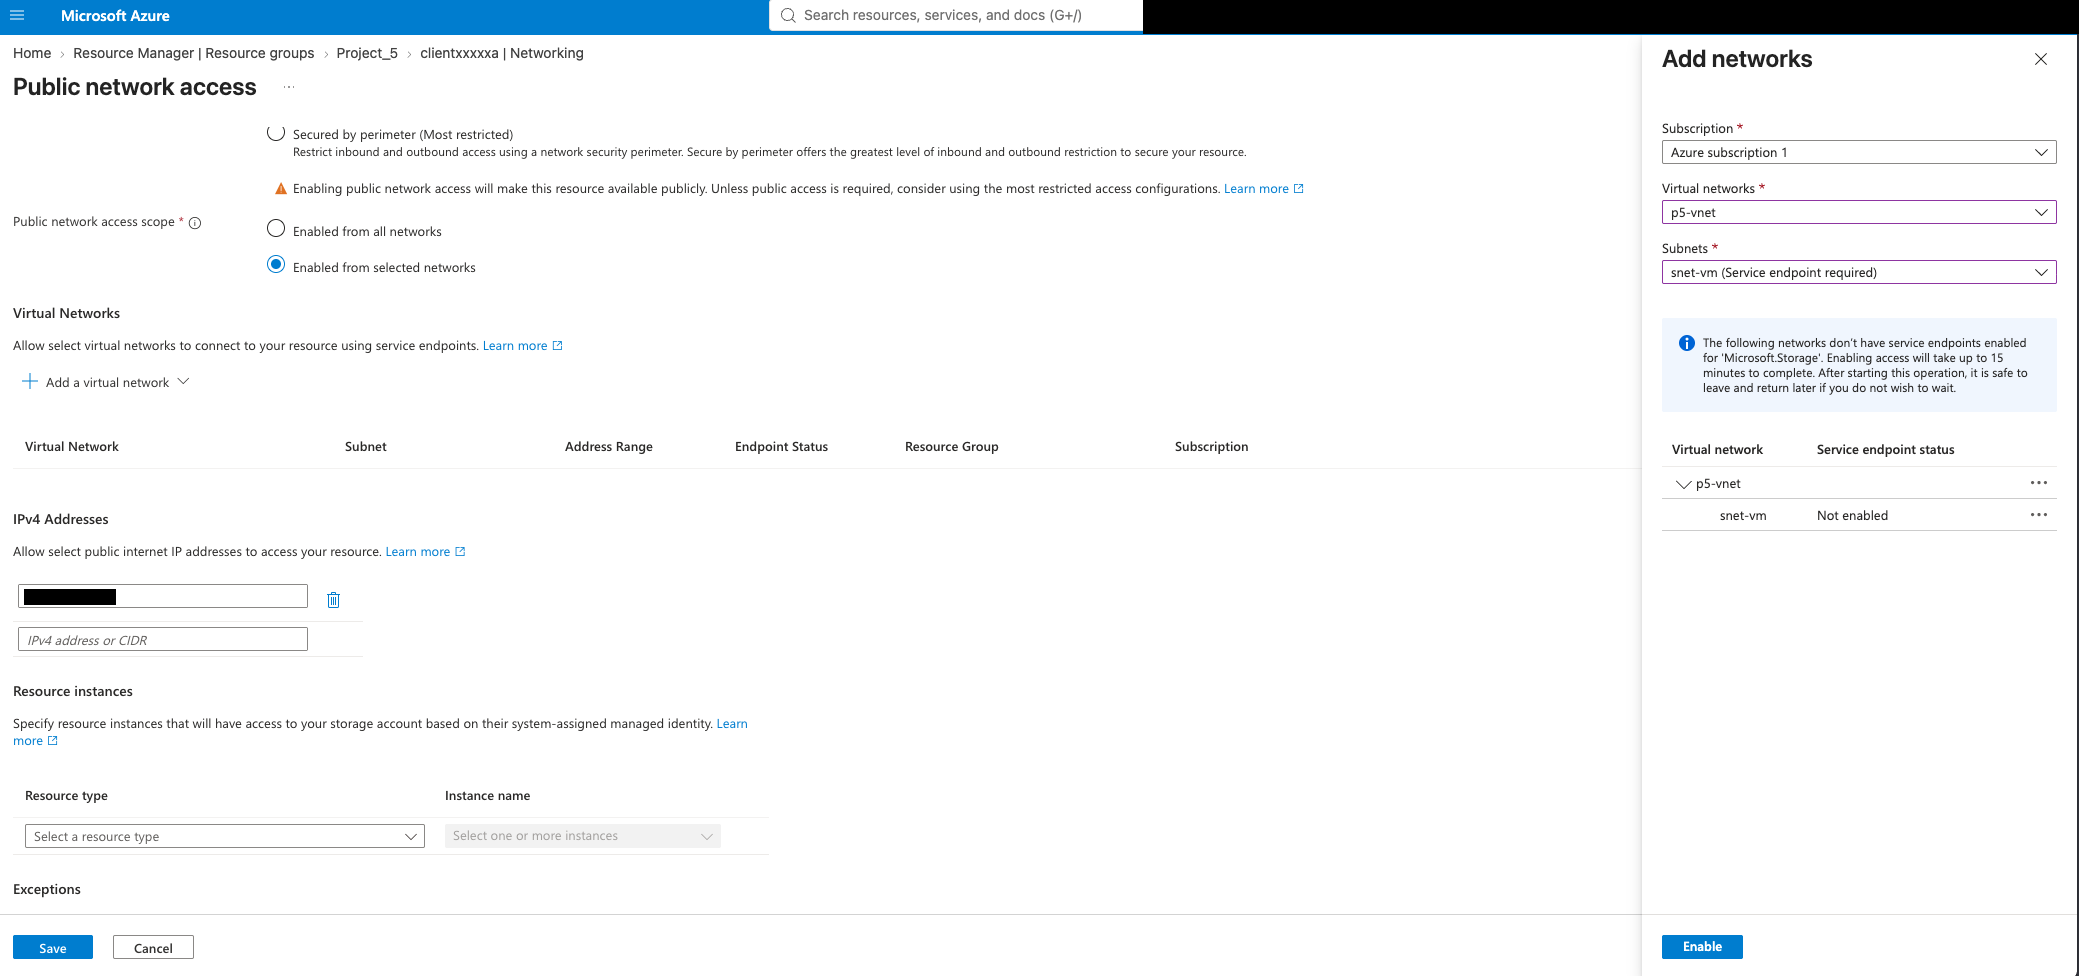 Microsoft Azure
Search resources, services, and docs (G+/)
Home > Resource Manager | Resource groups > Project_5 > clientxxxxxa | Networking
Public network access
...
Secured by perimeter (Most restricted)
Restrict inbound and outbound access using a network security perimeter. Secure by perimeter offers the greatest level of inbound and outbound restriction to secure your resource.
Enabling public network access will make this resource available publicly. Unless public access is required, consider using the most restricted access configurations. Learn more
Public network access scope *
Enabled from all networks
Enabled from selected networks
Virtual Networks
Allow select virtual networks to connect to your resource using service endpoints. Learn more
Add a virtual network
Virtual Network Subnet Address Range Endpoint Status Resource Group Subscription
IPv4 Addresses
Allow select public internet IP addresses to access your resource. Learn more
IPv4 address or CIDR
Resource instances
Specify resource instances that will have access to your storage account based on their system-assigned managed identity. Learn
more
Resource type Instance name
Select a resource type Select one or more instances
Exceptions
Save Cancel
Add networks
Subscription *
Azure subscription 1
Virtual networks *
p5-vnet
Subnets *
snet-vm (Service endpoint required)
The following networks don't have service endpoints enabled
for 'Microsoft.Storage'. Enabling access will take up to 15
minutes to complete. After starting this operation, it is safe to
leave and return later if you do not wish to wait.
Virtual network Service endpoint status
p5-vnet ...
snet-vm Not enabled ...
Enable